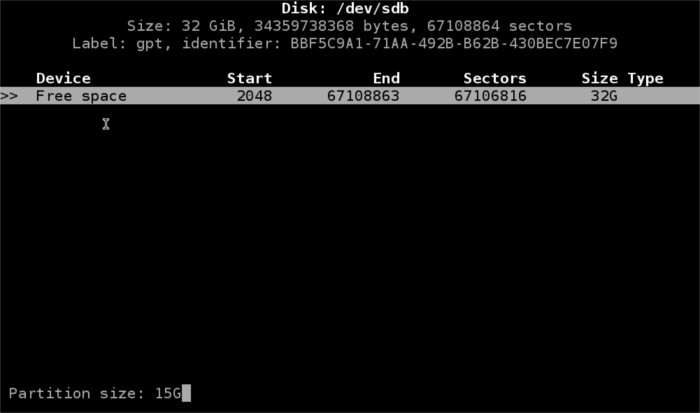 Disk: /dev/sdb
Size: 32 GiB, 34359738368 bytes, 67108864 sectors
Label: gpt, identifier: BBF5C9A1-71AA-492B-B62B-430BEC7E07F9
Device Start End Sectors Size Type
>> Free space 2048 67108863 67106816 32G
Partition size: 15G